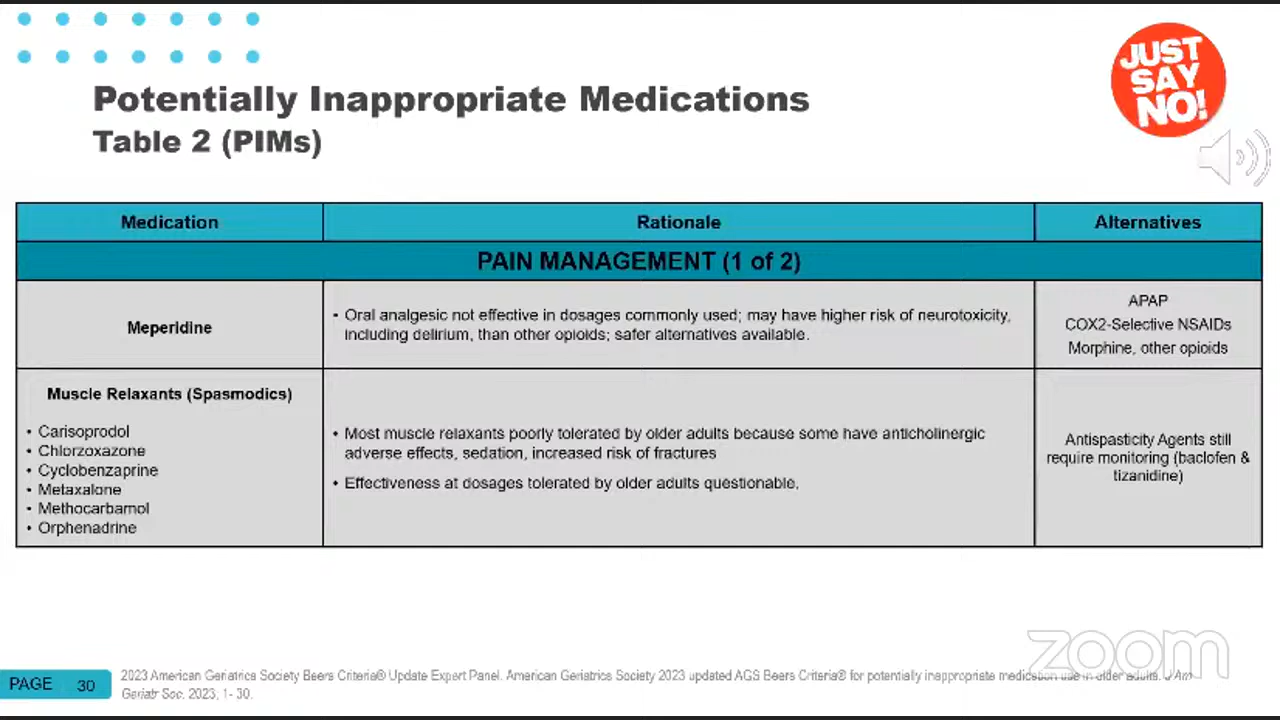 JUST
SAY
NO!
Potentially Inappropriate Medications
Table 2 (PIMs)
Medication
Rationale
Alternatives
PAIN MANAGEMENT (1 of 2)
Meperidine
• Oral analgesic not effective in dosages commonly used; may have higher risk of neurotoxicity,
including delirium, than other opioids; safer alternatives available.
APAP
COX2-Selective NSAIDs
Morphine, other opioids
Muscle Relaxants (Spasmodics)
• Carisoprodol
• Chlorzoxazone
• Cyclobenzaprine
• Metaxalone
• Methocarbamol
• Orphenadrine
• Most muscle relaxants poorly tolerated by older adults because some have anticholinergic
adverse effects, sedation, increased risk of fractures
• Effectiveness at dosages tolerated by older adults questionable.
Antispasticity Agents still
require monitoring (baclofen &
tizanidine)
zoom
PAGE 30
2023 American Geriatrics Society Beers Criteria® Update Expert Panel. American Geriatrics Society 2023 updated AGS Beers Criteria® for potentially inappropriate medication use in older adults. J Am
Geriatr Soc. 2023; 1- 30.